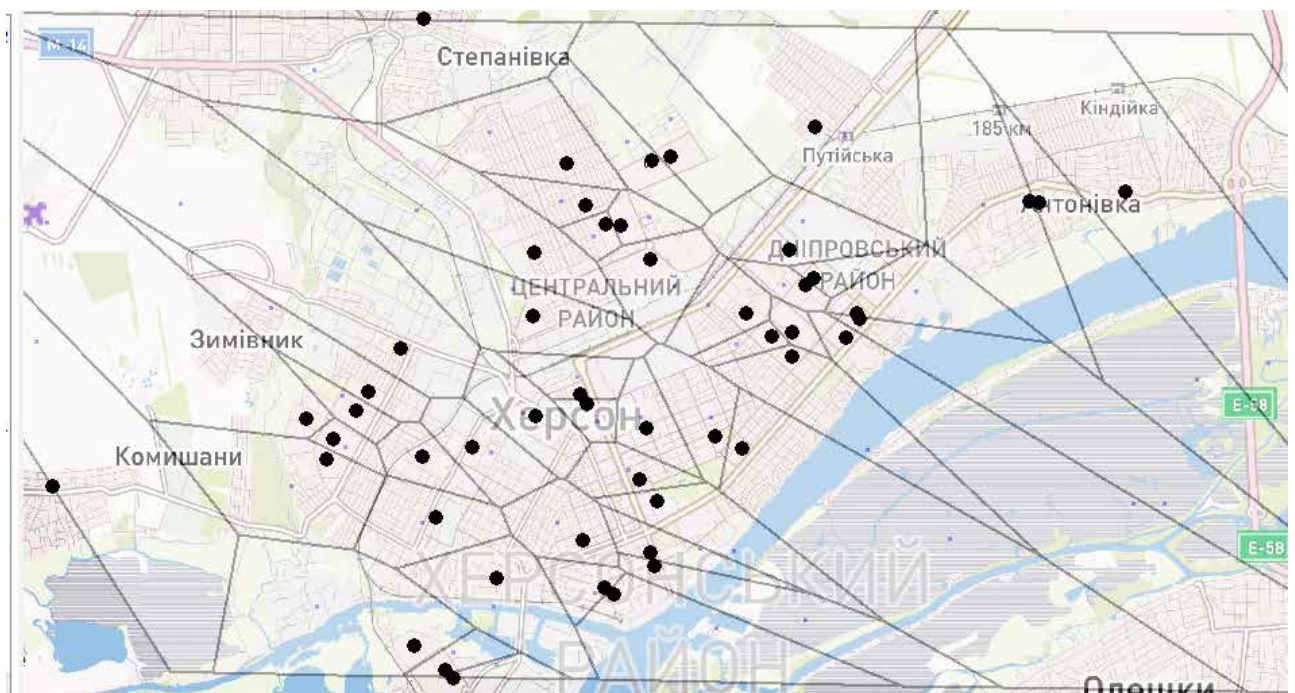 M-14
Степанівка
Кіндійка
185 км
Путійська
Антонівка
ДНІПРОВСЬКИЙ
РАЙОН
ЦЕНТРАЛЬНИЙ
РАЙОН
Зимівник
Херсон
E-58
Комишани
E-58
ХЕРСОНСЬКИЙ
РАЙОН
Олешки